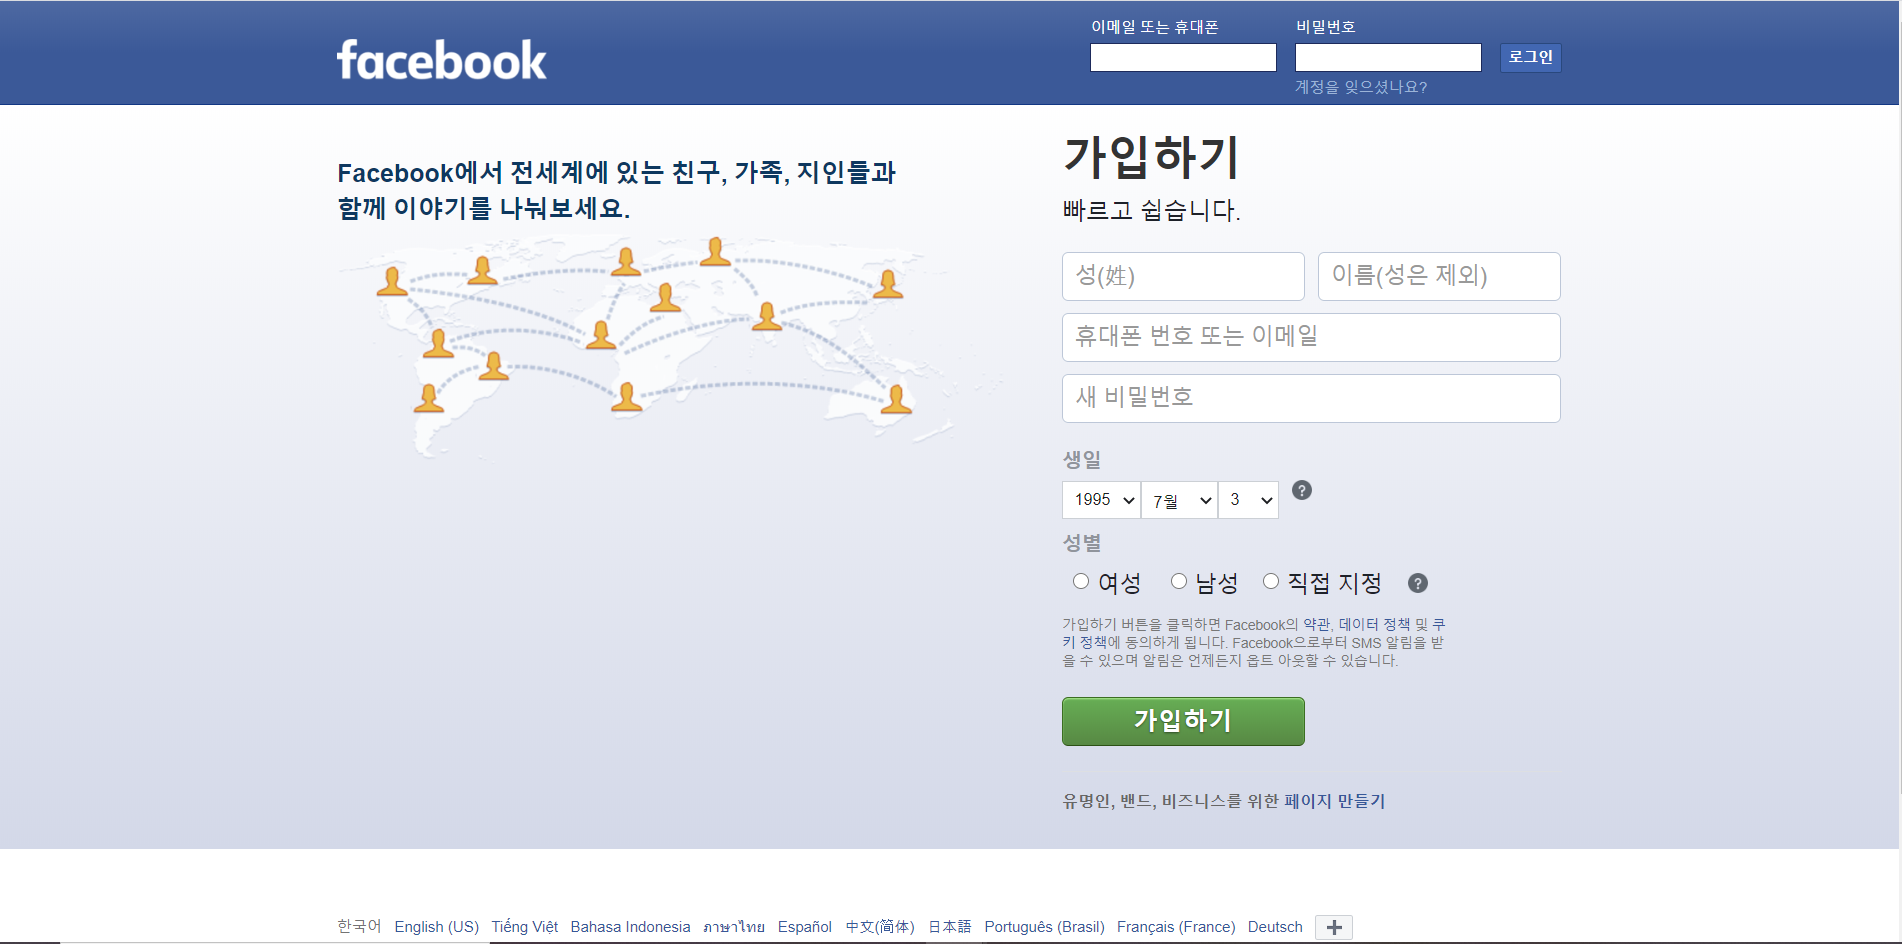 facebook
이메일 또는 휴대폰
비밀번호
로그인
계정을 잊으셨나요?
Facebook에서 전세계에 있는 친구, 가족, 지인들과
함께 이야기를 나눠보세요.
가입하기
빠르고 쉽습니다.
성(姓)
이름(성은 제외)
휴대폰 번호 또는 이메일
새 비밀번호
생일
1995 7월 3 ?
성별
여성 남성 직접 지정 ?
가입하기 버튼을 클릭하면 Facebook의 약관, 데이터 정책 및 쿠
키 정책에 동의하게 됩니다. Facebook으로부터 SMS 알림을 받
을 수 있으며 알림은 언제든지 옵트 아웃할 수 있습니다.
가입하기
유명인, 밴드, 비즈니스를 위한 페이지 만들기
한국어 English (US) Tiếng Việt Bahasa Indonesia ภาษาไทย Español 中文(简体) 日本語 Português (Brasil) Français (France) Deutsch +